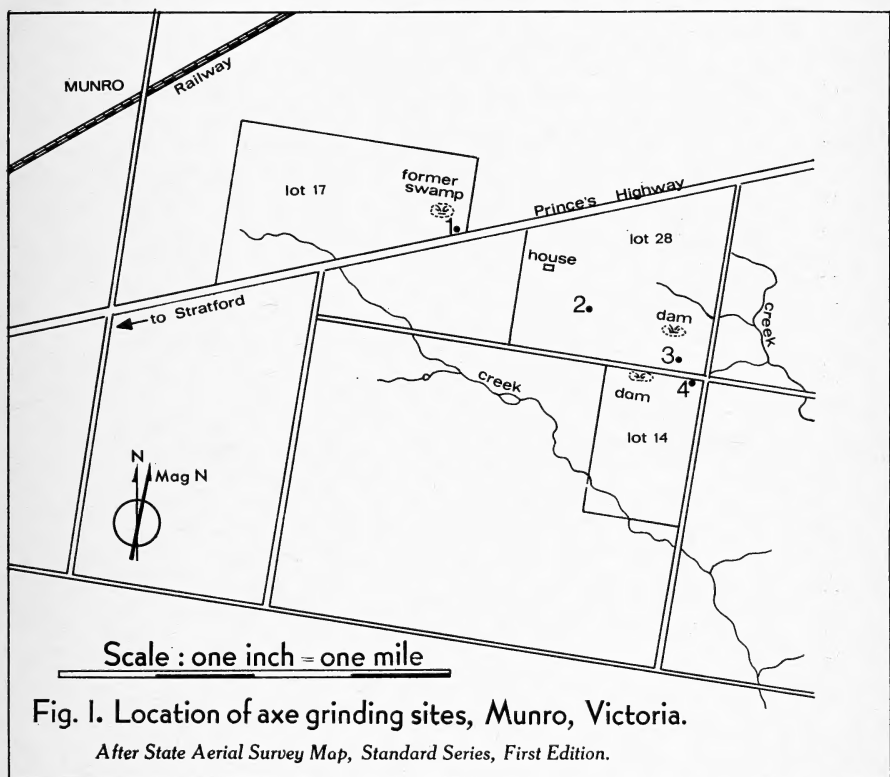 MUNRO
Railway
former
swamp
lot 17
1
Prince's Highway
lot 28
house
2
dam
3
creek
to Stratford
creek
dam
4
lot 14
N
Mag N
Scale : one inch = one mile
Fig. 1. Location of axe grinding sites, Munro, Victoria.
After State Aerial Survey Map, Standard Series, First Edition.